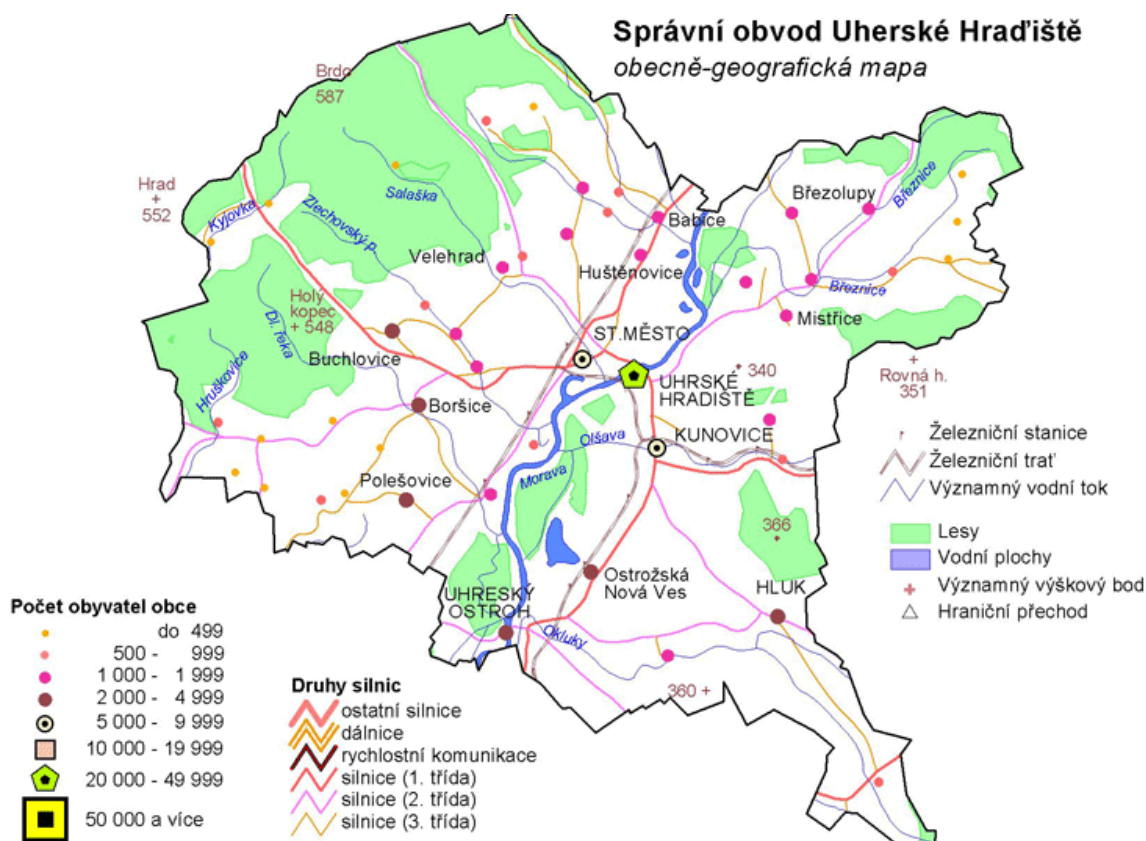 Správní obvod Uherské Hraďiště
obecně-geografická mapa
Brdo
587
Hrad
+
552
Kyjovka
Zlechovský p.
Salaška
Velehrad
Babice
Huštěnovice
Březolupy
Březnice
Březnice
Mistřice
Holý
kopec
+ 548
Dl. řeka
Buchlovice
Hruškovice
ST.MĚSTO
UHRSKÉ
HRADIŠTĚ
340
Rovná h.
351
Boršice
Olšava
KUNOVICE
Polešovice
Morava
366
Ostrožská
Nová Ves
HLUK
UHRESKÝ
OSTROH
Okluky
360 +
Železniční stanice
Železniční trať
Významný vodní tok
Lesy
Vodní plochy
Významný výškový bod
Hraniční přechod
Počet obyvatel obce
do 499
500 - 999
1 000 - 1 999
2 000 - 4 999
5 000 - 9 999
10 000 - 19 999
20 000 - 49 999
50 000 a více
Druhy silnic
ostatní silnice
dálnice
rychlostní komunikace
silnice (1. třída)
silnice (2. třída)
silnice (3. třída)